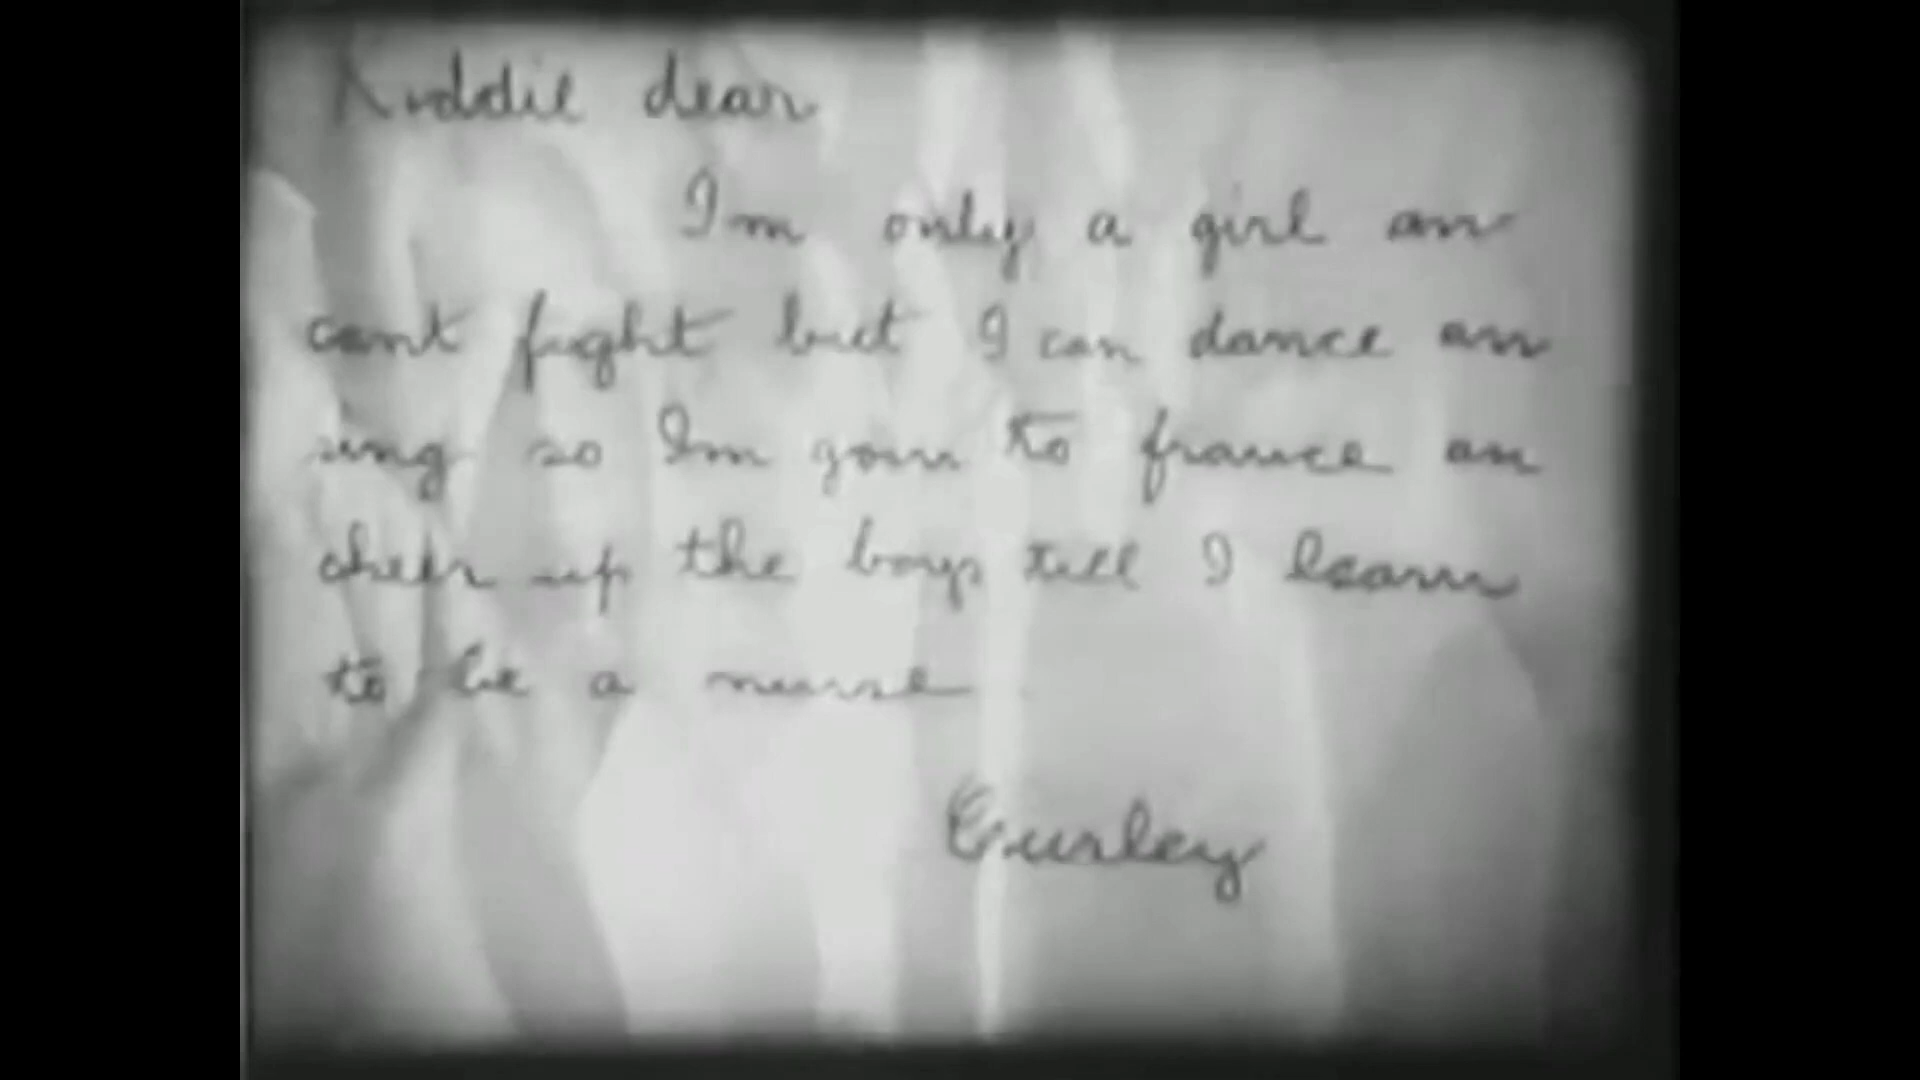 Kiddie dear
Im only a girl an
cant fight but I can dance an
sing so Im goin to france an
cheer up the boys till I learn
to be a nurse
Curley